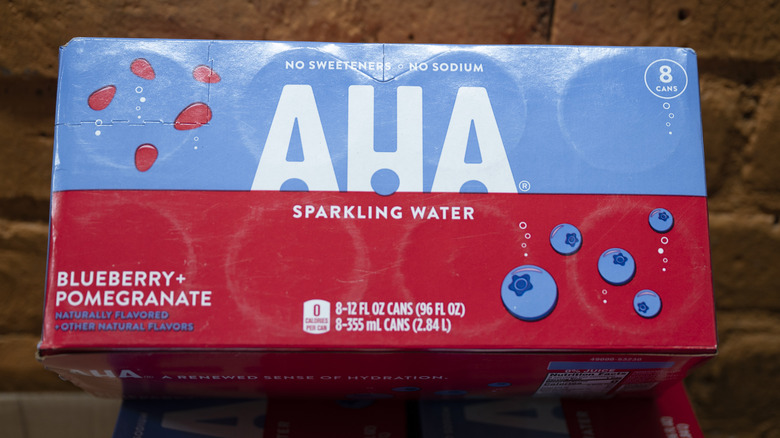 NO SWEETENERS ○ NO SODIUM
8
CANS
AHA®
SPARKLING WATER
BLUEBERRY+
POMEGRANATE
NATURALLY FLAVORED
+ OTHER NATURAL FLAVORS
0
CALORIES
PER CAN
8-12 FL OZ CANS (96 FL OZ)
8-355 mL CANS (2.84 L)
AHA
A RENEWED SENSE OF HYDRATION.
0% JUICE